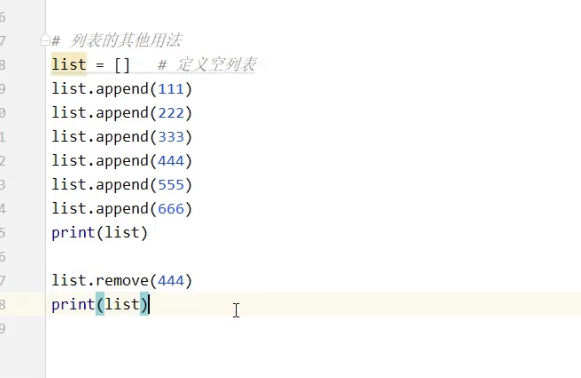 6
7 # 列表的其他用法
8 list = []   # 定义空列表
9 list.append(111)
0 list.append(222)
1 list.append(333)
2 list.append(444)
3 list.append(555)
4 list.append(666)
5 print(list)
6
7 list.remove(444)
8 print(list)
9